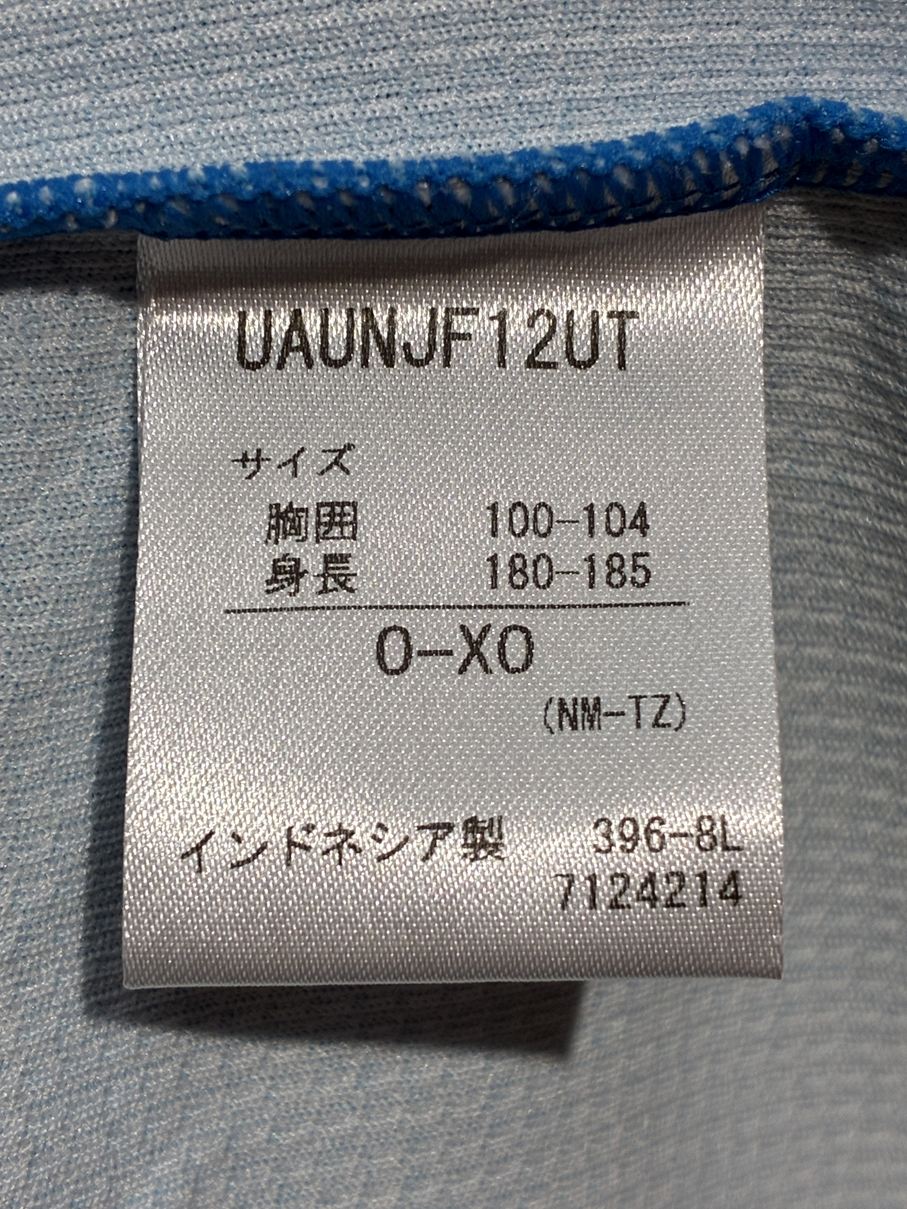 UAUNJF12UT
サイズ
胸囲 100-104
身長 180-185
O-XO
(NM-TZ)
インドネシア製 396-8L
7124214